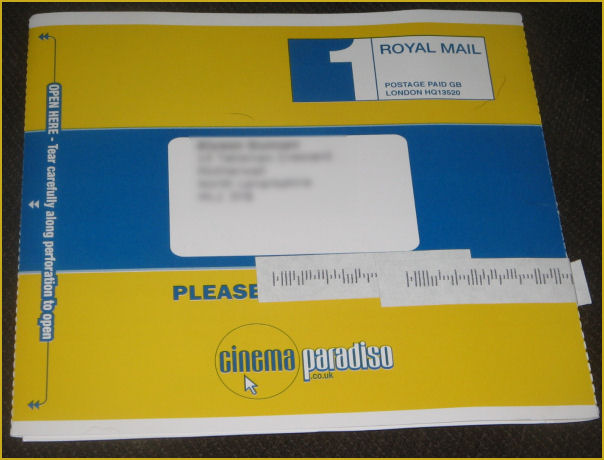 1 ROYAL MAIL
POSTAGE PAID GB
LONDON HQ13520
OPEN HERE - Tear carefully along perforation to open
PLEASE
cinema paradiso
.co.uk